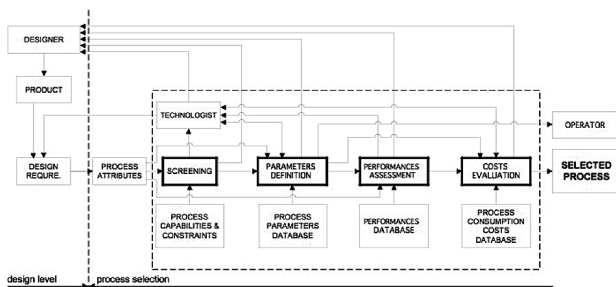 DESIGNER
PRODUCT
TECHNOLOGIST
OPERATOR
DESIGN
REQURE.
PROCESS
ATTRIBUTES
SCREENING
PARAMETERS
DEFINITION
PERFORMANCES
ASSESSMENT
COSTS
EVALUATION
SELECTED
PROCESS
PROCESS
CAPABILITIES &
CONSTRAINTS
PROCESS
PARAMETERS
DATABASE
PERFORMANCES
DATABASE
PROCESS
CONSUMPTION
COSTS
DATABASE
design level
process selection